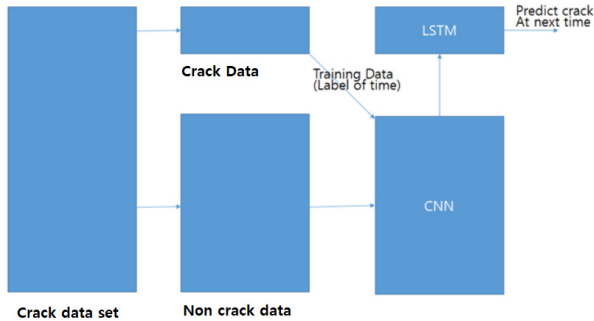 LSTM
Predict crack
At next time
Crack Data
Training Data
(Label of time)
CNN
Crack data set
Non crack data